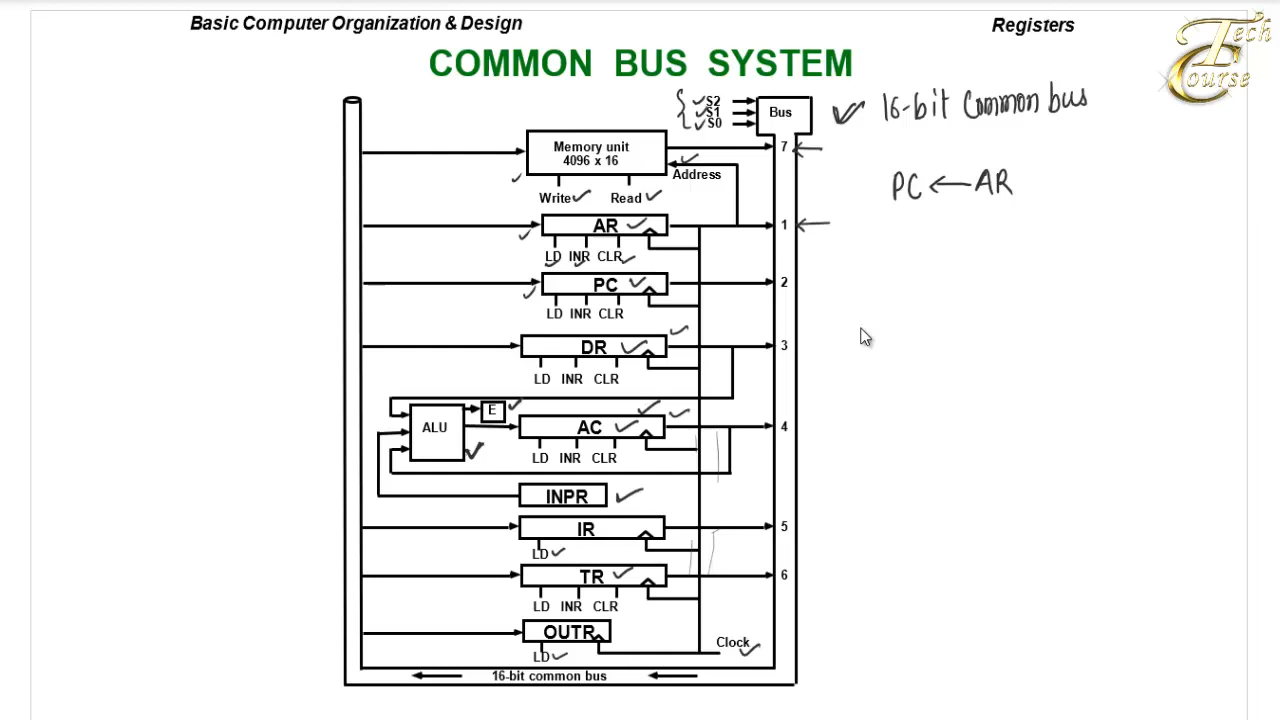 Basic Computer Organization & Design
Registers
Tech Course
COMMON BUS SYSTEM
S2
S1
S0
Bus
16-bit Common bus
Memory unit
4096 x 16
7
Address
Write Read
PC ← AR
AR
1
LD INR CLR
PC
2
LD INR CLR
DR
3
LD INR CLR
E
ALU
AC
4
LD INR CLR
INPR
IR
5
LD
TR
6
LD INR CLR
OUTR
Clock
LD
16-bit common bus